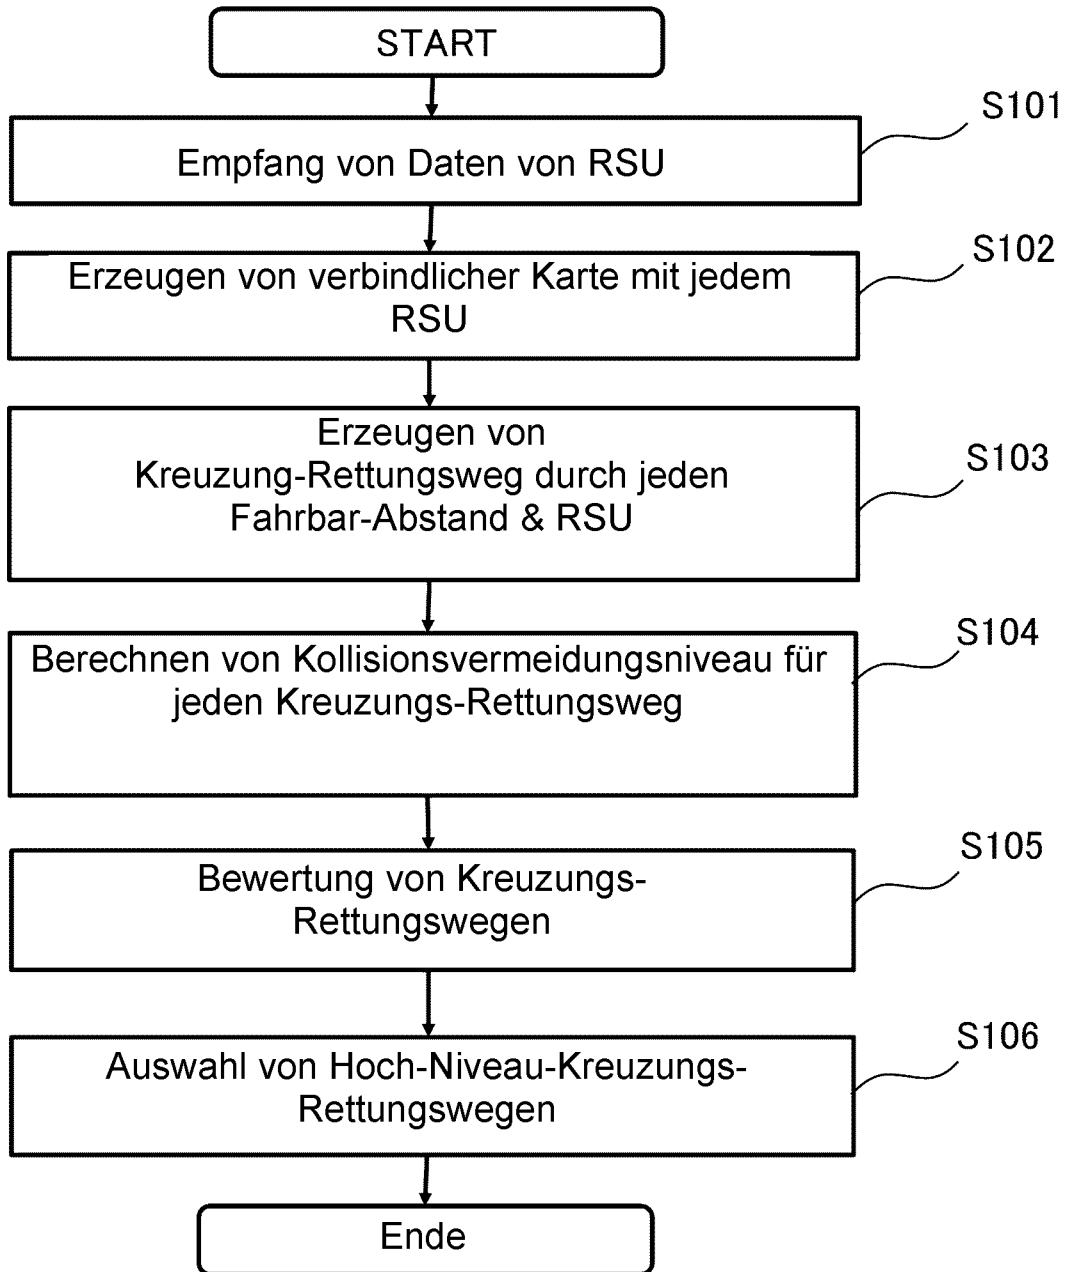 START
S101
Empfang von Daten von RSU
S102
Erzeugen von verbindlicher Karte mit jedem
RSU
Erzeugen von
Kreuzung-Rettungsweg durch jeden
Fahrbar-Abstand & RSU
S103
S104
Berechnen von Kollisionsvermeidungsniveau für
jeden Kreuzungs-Rettungsweg
S105
Bewertung von Kreuzungs-
Rettungswegen
S106
Auswahl von Hoch-Niveau-Kreuzungs-
Rettungswegen
Ende